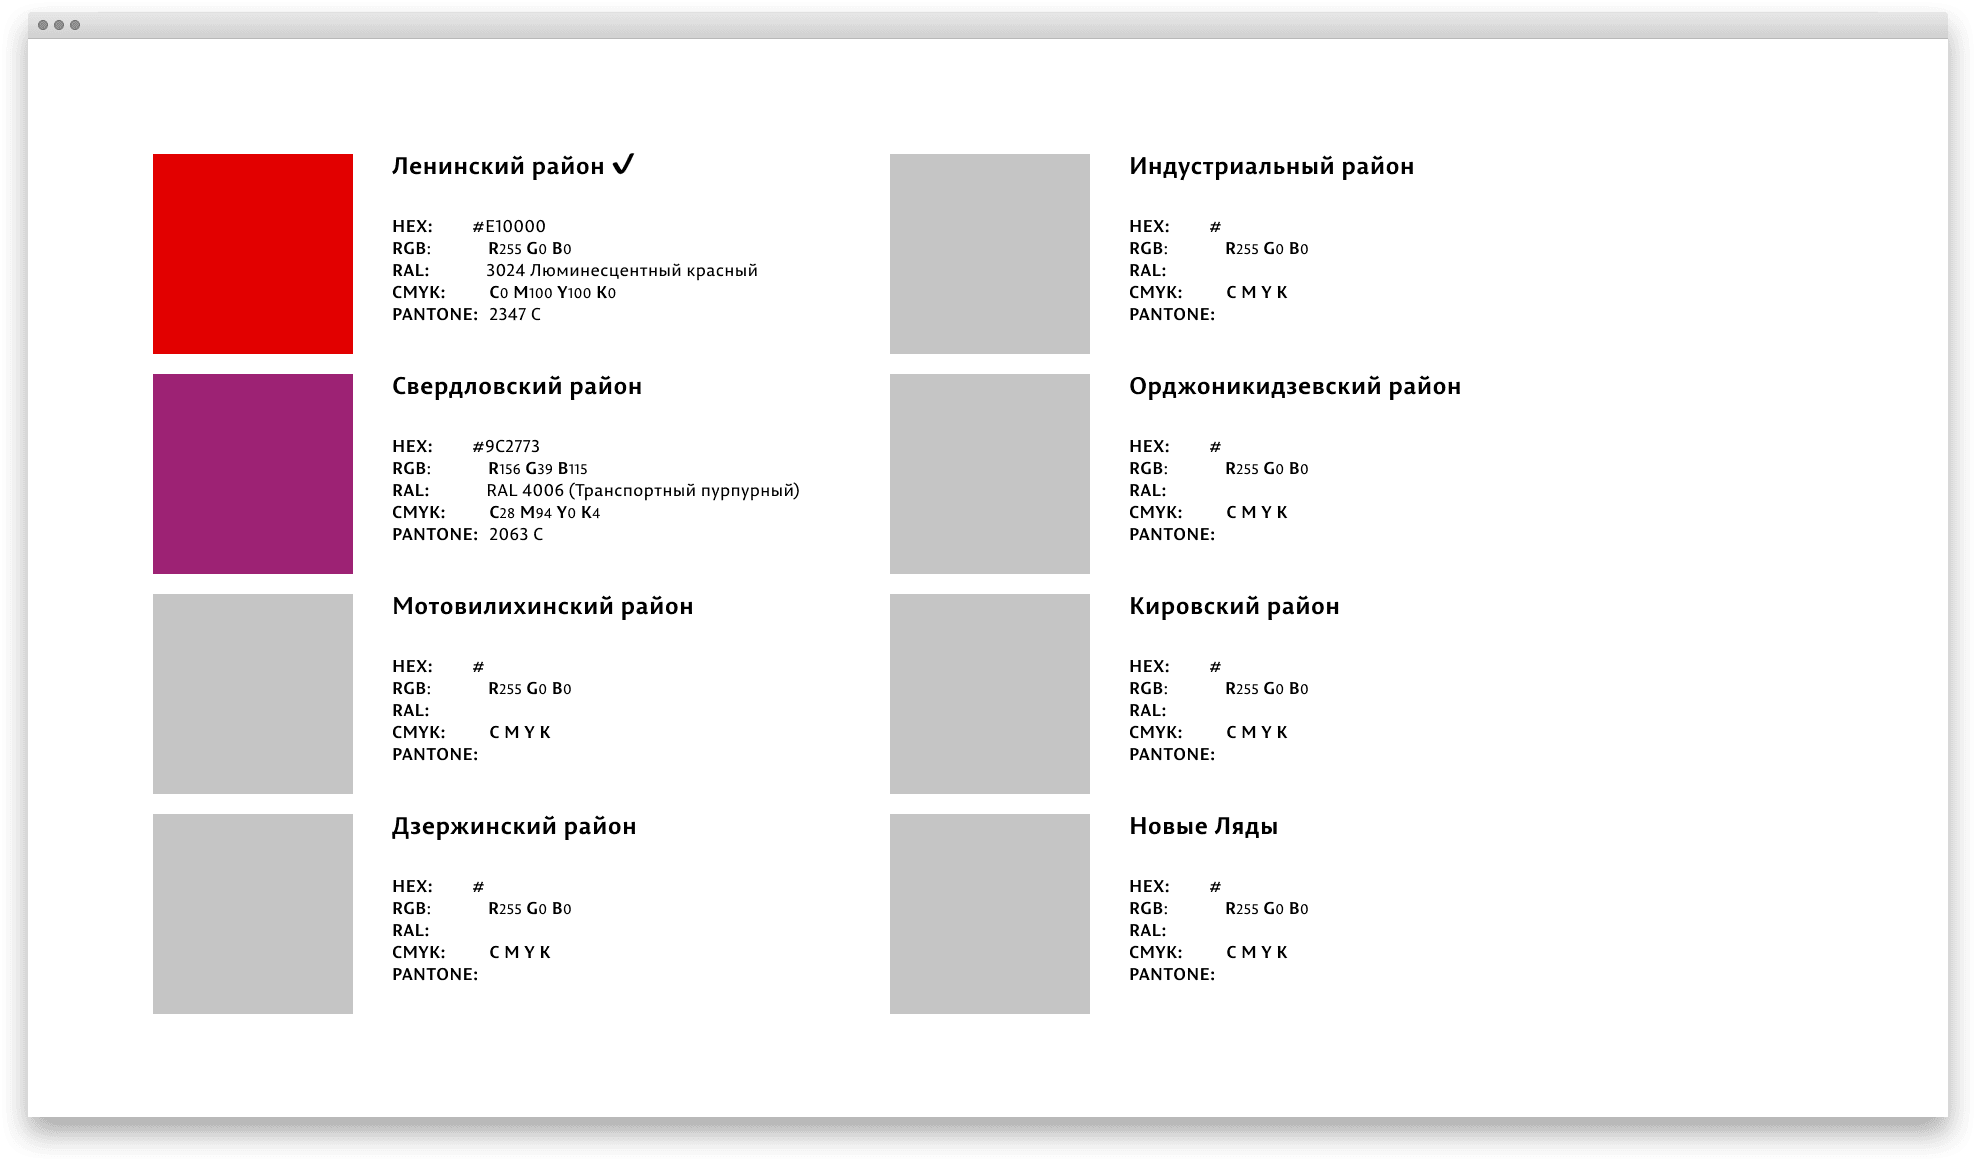 Ленинский район ✓
HEX: #E10000
RGB: R255 G0 B0
RAL: 3024 Люминесцентный красный
CMYK: C0 M100 Y100 K0
PANTONE: 2347 C
Свердловский район
HEX: #9C2773
RGB: R156 G39 B115
RAL: RAL 4006 (Транспортный пурпурный)
CMYK: C28 M94 Y0 K4
PANTONE: 2063 C
Мотовилихинский район
HEX: #
RGB: R255 G0 B0
RAL:
CMYK: C M Y K
PANTONE:
Дзержинский район
HEX: #
RGB: R255 G0 B0
RAL:
CMYK: C M Y K
PANTONE:
Индустриальный район
HEX: #
RGB: R255 G0 B0
RAL:
CMYK: C M Y K
PANTONE:
Орджоникидзевский район
HEX: #
RGB: R255 G0 B0
RAL:
CMYK: C M Y K
PANTONE:
Кировский район
HEX: #
RGB: R255 G0 B0
RAL:
CMYK: C M Y K
PANTONE:
Новые Ляды
HEX: #
RGB: R255 G0 B0
RAL:
CMYK: C M Y K
PANTONE: